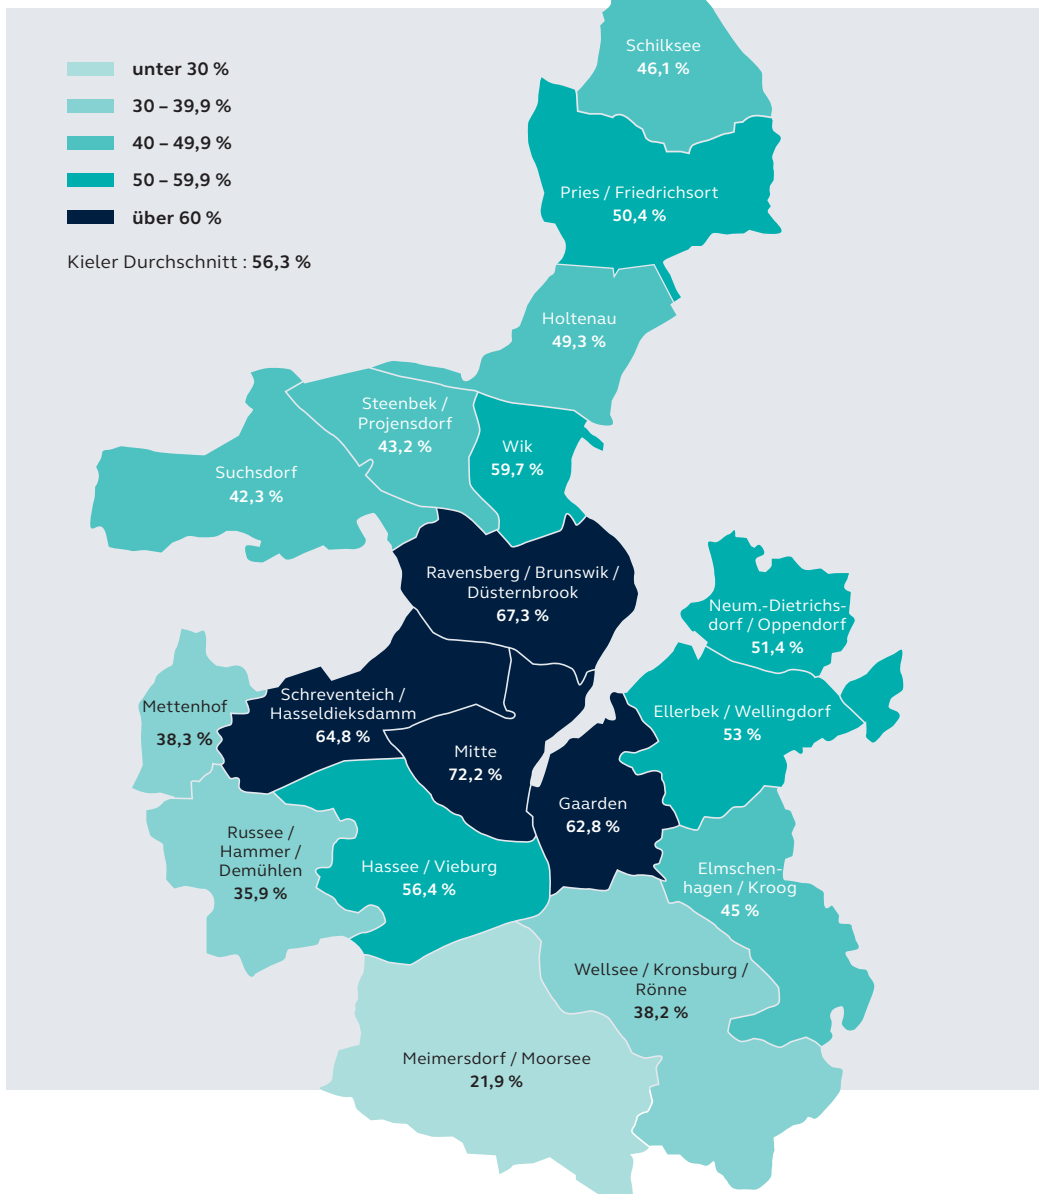 unter 30 %
30 – 39,9 %
40 – 49,9 %
50 – 59,9 %
über 60 %
Kieler Durchschnitt : 56,3 %
Schilksee
46,1 %
Pries / Friedrichsort
50,4 %
Holtenau
49,3 %
Steenbek /
Projensdorf
43,2 %
Wik
59,7 %
Suchsdorf
42,3 %
Ravensberg / Brunswik /
Düsternbrook
67,3 %
Neum.-Dietrichs-
dorf / Oppendorf
51,4 %
Mettenhof
38,3 %
Schreventeich /
Hasseldieksdamm
64,8 %
Mitte
72,2 %
Ellerbek / Wellingdorf
53 %
Gaarden
62,8 %
Russee /
Hammer /
Demühlen
35,9 %
Hassee / Vieburg
56,4 %
Elmschen-
hagen / Kroog
45 %
Wellsee / Kronsburg /
Rönne
38,2 %
Meimersdorf / Moorsee
21,9 %